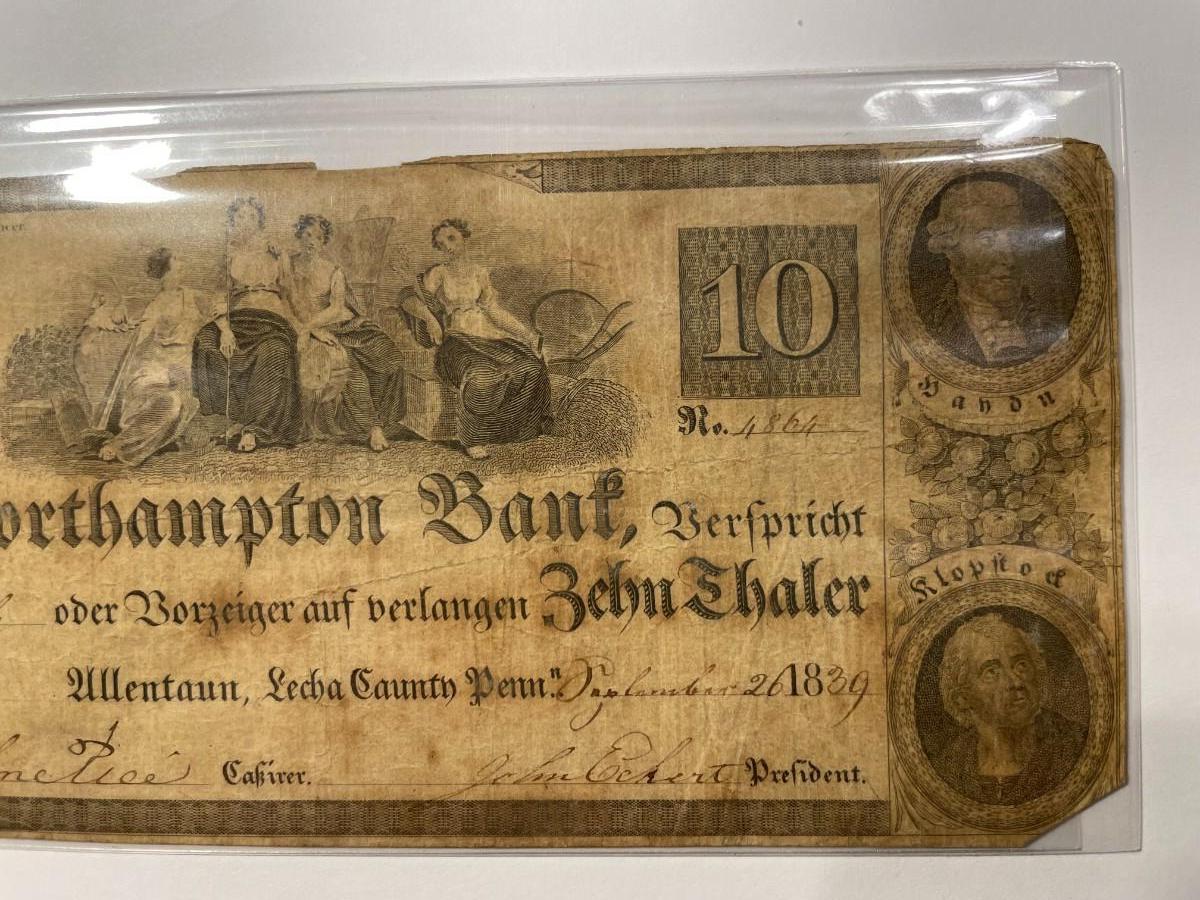 10
Haydn
No. 4864
orthampton Bank, Verspricht
Klopstock
oder Vorzeiger auf verlangen Zehn Thaler
Allentaun, Lecha Caunty Penn." September 26 1839
Caßirer. John Eckert President.